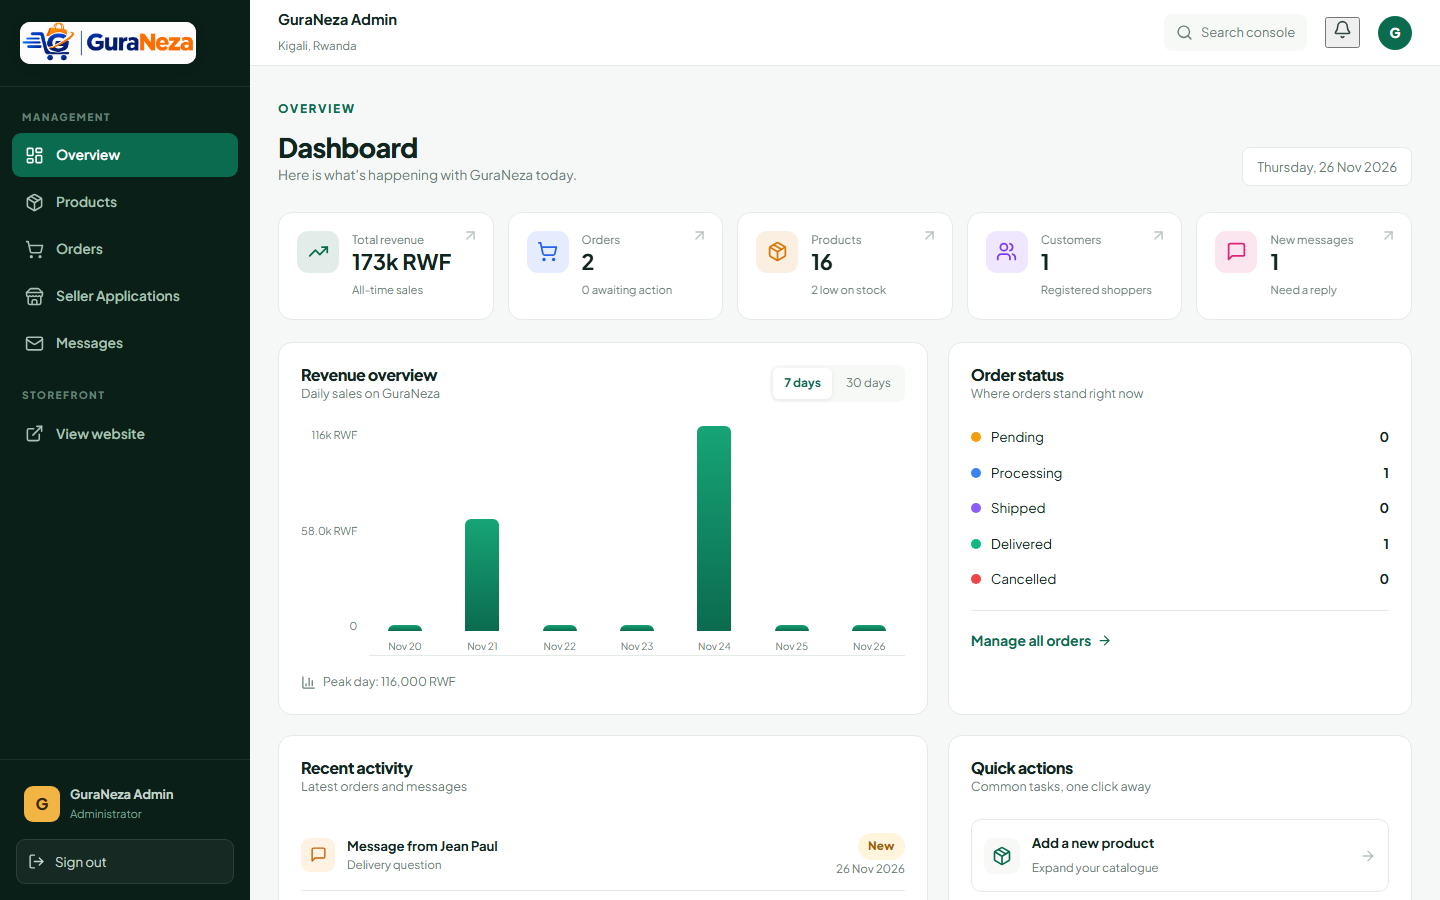 GuraNeza
MANAGEMENT
Overview
Products
Orders
Seller Applications
Messages
STOREFRONT
View website
G
GuraNeza Admin
Administrator
Sign out
GuraNeza Admin
Kigali, Rwanda
Search console
G
OVERVIEW
Dashboard
Here is what's happening with GuraNeza today.
Thursday, 26 Nov 2026
Total revenue
173k RWF
All-time sales
Orders
2
0 awaiting action
Products
16
2 low on stock
Customers
1
Registered shoppers
New messages
1
Need a reply
Revenue overview
Daily sales on GuraNeza
7 days
30 days
116k RWF
58.0k RWF
0
Nov 20
Nov 21
Nov 22
Nov 23
Nov 24
Nov 25
Nov 26
Peak day: 116,000 RWF
Order status
Where orders stand right now
Pending 0
Processing 1
Shipped 0
Delivered 1
Cancelled 0
Manage all orders →
Recent activity
Latest orders and messages
Message from Jean Paul
Delivery question
New
26 Nov 2026
Quick actions
Common tasks, one click away
Add a new product
Expand your catalogue